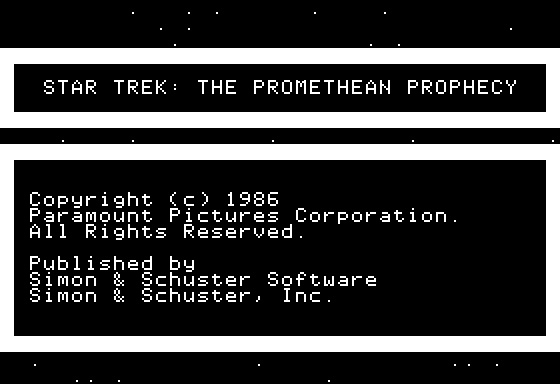 STAR TREK: THE PROMETHEAN PROPHECY
Copyright (c) 1986
Paramount Pictures Corporation.
All Rights Reserved.
Published by
Simon & Schuster Software
Simon & Schuster, Inc.